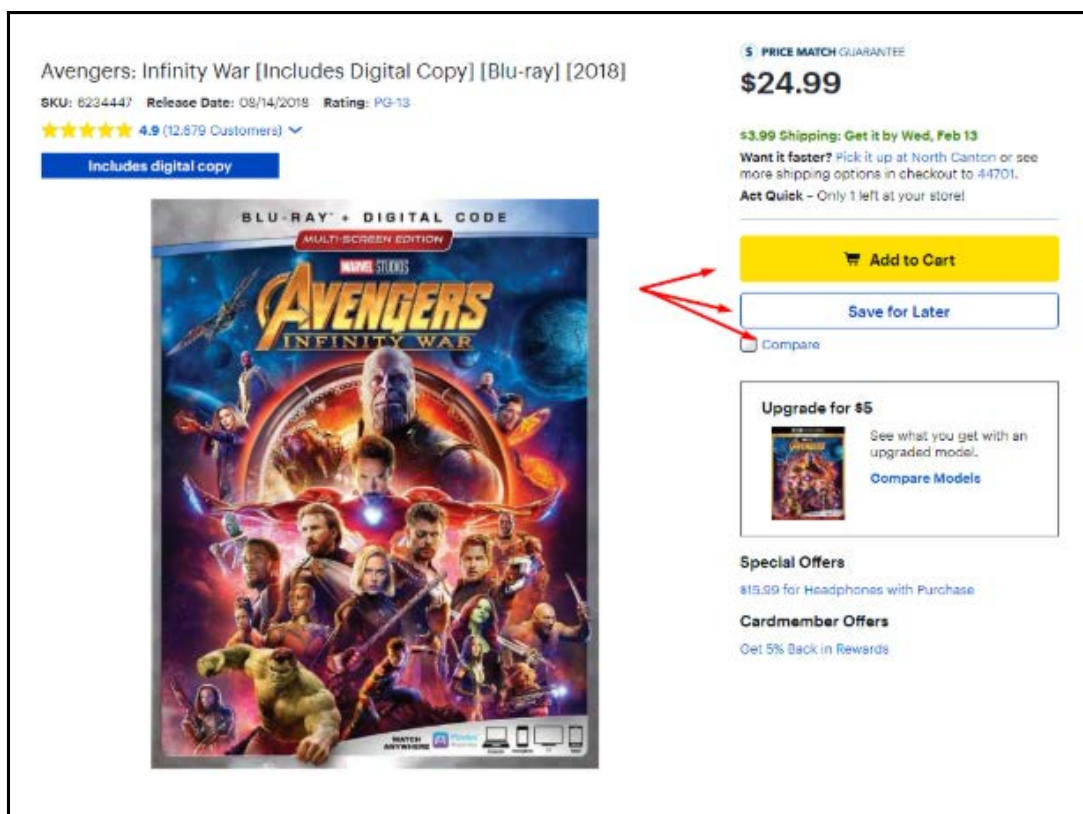 Avengers: Infinity War [Includes Digital Copy] [Blu-ray] [2018]
SKU: 6234447 Release Date: 08/14/2018 Rating: PG-13
4.9 (12,679 Customers)
Includes digital copy
BLU-RAY + DIGITAL CODE
MULTI-SCREEN EDITION
MARVEL STUDIOS
AVENGERS
INFINITY WAR
WATCH
ANYWHERE
PRICE MATCH GUARANTEE
$24.99
$3.99 Shipping: Get it by Wed, Feb 13
Want it faster? Pick it up at North Canton or see
more shipping options in checkout to 44701.
Act Quick – Only 1 left at your store!
Add to Cart
Save for Later
Compare
Upgrade for $5
See what you get with an
upgraded model.
Compare Models
Special Offers
$15.99 for Headphones with Purchase
Cardmember Offers
Get 5% Back in Rewards